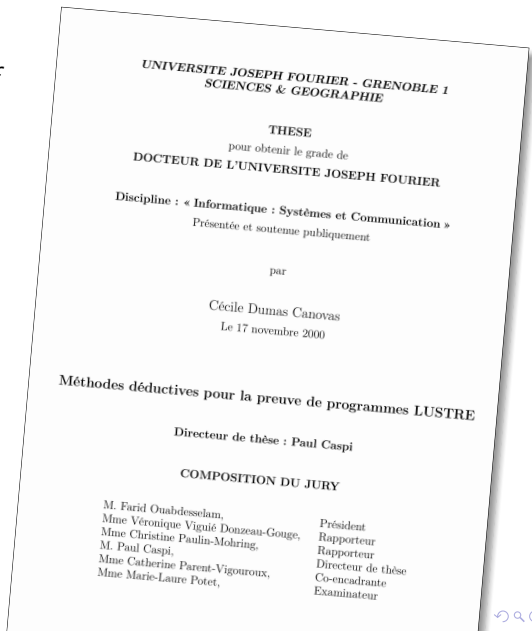 UNIVERSITE JOSEPH FOURIER - GRENOBLE 1
SCIENCES & GEOGRAPHIE
THESE
pour obtenir le grade de
DOCTEUR DE L'UNIVERSITE JOSEPH FOURIER
Discipline : « Informatique : Systèmes et Communication »
Présentée et soutenue publiquement
par
Cécile Dumas Canovas
Le 17 novembre 2000
Méthodes déductives pour la preuve de programmes LUSTRE
Directeur de thèse : Paul Caspi
COMPOSITION DU JURY
M. Farid Ouabdesselam, Président
Mme Véronique Viguié Donzeau-Gouge, Rapporteur
Mme Christine Paulin-Mohring, Rapporteur
M. Paul Caspi, Directeur de thèse
Mme Catherine Parent-Vigouroux, Co-encadrante
Mme Marie-Laure Potet, Examinateur